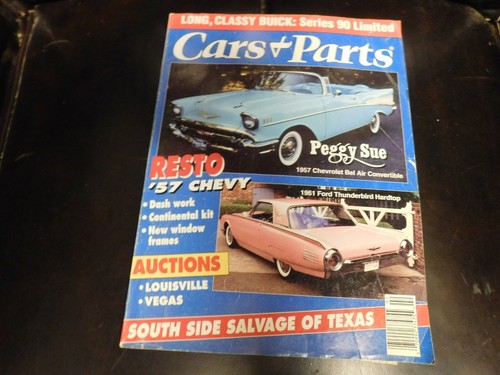 LONG, CLASSY BUICK: Series 90 Limited
Cars & Parts
Peggy Sue
1957 Chevrolet Bel Air Convertible
RESTO
'57 CHEVY
• Dash work
• Continental kit
• New window
frames
1961 Ford Thunderbird Hardtop
AUCTIONS
• LOUISVILLE
• VEGAS
SOUTH SIDE SALVAGE OF TEXAS